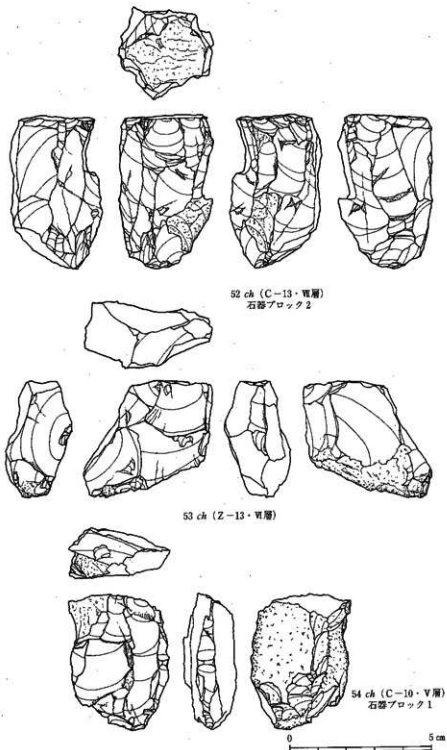 52 ch (C-13・Ⅶ層)
石器ブロック2
53 ch (Z-13・Ⅵ層)
54 ch (C-10・Ⅴ層)
石器ブロック1
0 5 cm